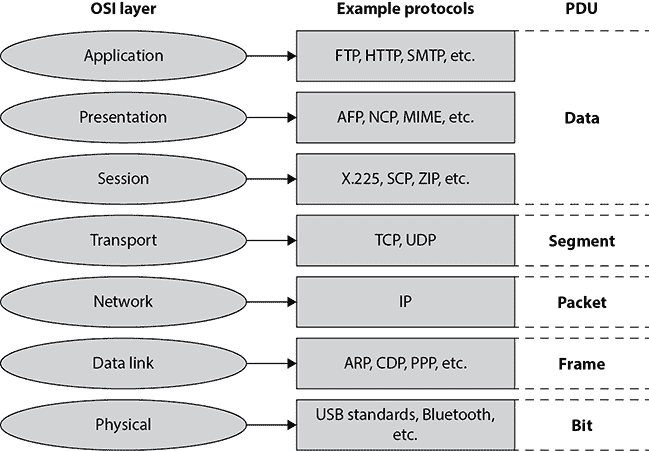 OSI layer Example protocols PDU
Application FTP, HTTP, SMTP, etc.
Presentation AFP, NCP, MIME, etc. Data
Session X.225, SCP, ZIP, etc.
Transport TCP, UDP Segment
Network IP Packet
Data link ARP, CDP, PPP, etc. Frame
Physical USB standards, Bluetooth, etc. Bit